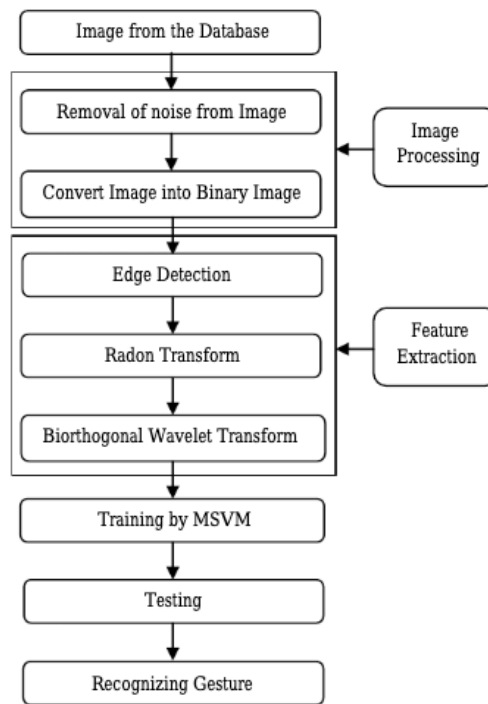 Image from the Database
Removal of noise from Image
Image
Processing
Convert Image into Binary Image
Edge Detection
Radon Transform
Feature
Extraction
Biorthogonal Wavelet Transform
Training by MSVM
Testing
Recognizing Gesture